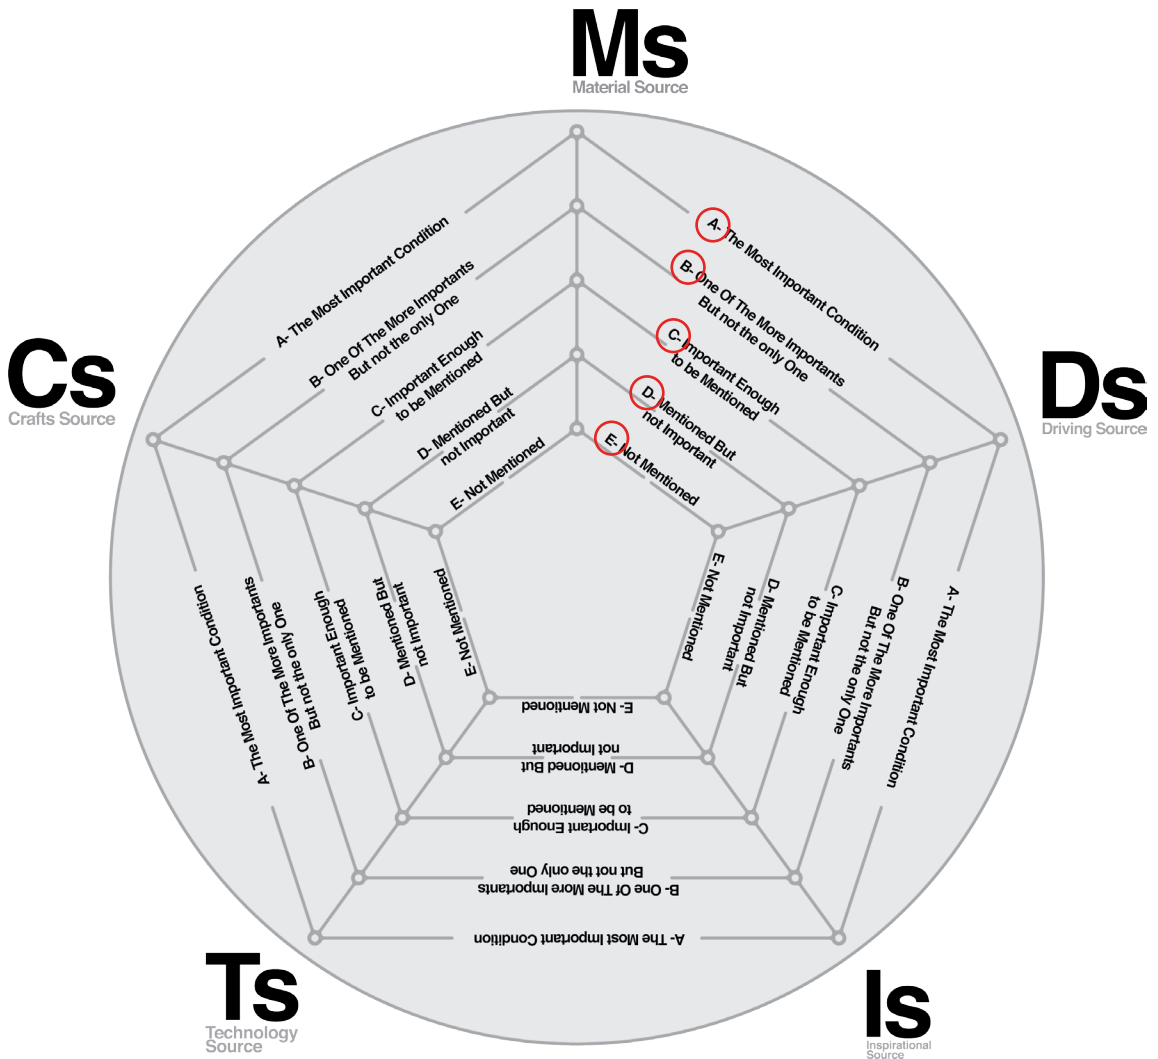 Ms
Material Source
Cs
Crafts Source
Ds
Driving Source
Ts
Technology
Source
Is
Inspirational
Source
A- The Most Important Condition
B- One Of The More Importants
But not the only One
C- Important Enough
to be Mentioned
D- Mentioned But
not Important
E- Not Mentioned
A- The Most Important Condition
B- One Of The More Importants
But not the only One
C- Important Enough
to be Mentioned
D- Mentioned But
not Important
E- Not Mentioned
A- The Most Important Condition
B- One Of The More Importants
But not the only One
C- Important Enough
to be Mentioned
D- Mentioned But
not Important
E- Not Mentioned
A- The Most Important Condition
B- One Of The More Importants
But not the only One
C- Important Enough
to be Mentioned
D- Mentioned But
not Important
E- Not Mentioned
A- The Most Important Condition
B- One Of The More Importants
But not the only One
C- Important Enough
to be Mentioned
D- Mentioned But
not Important
E- Not Mentioned